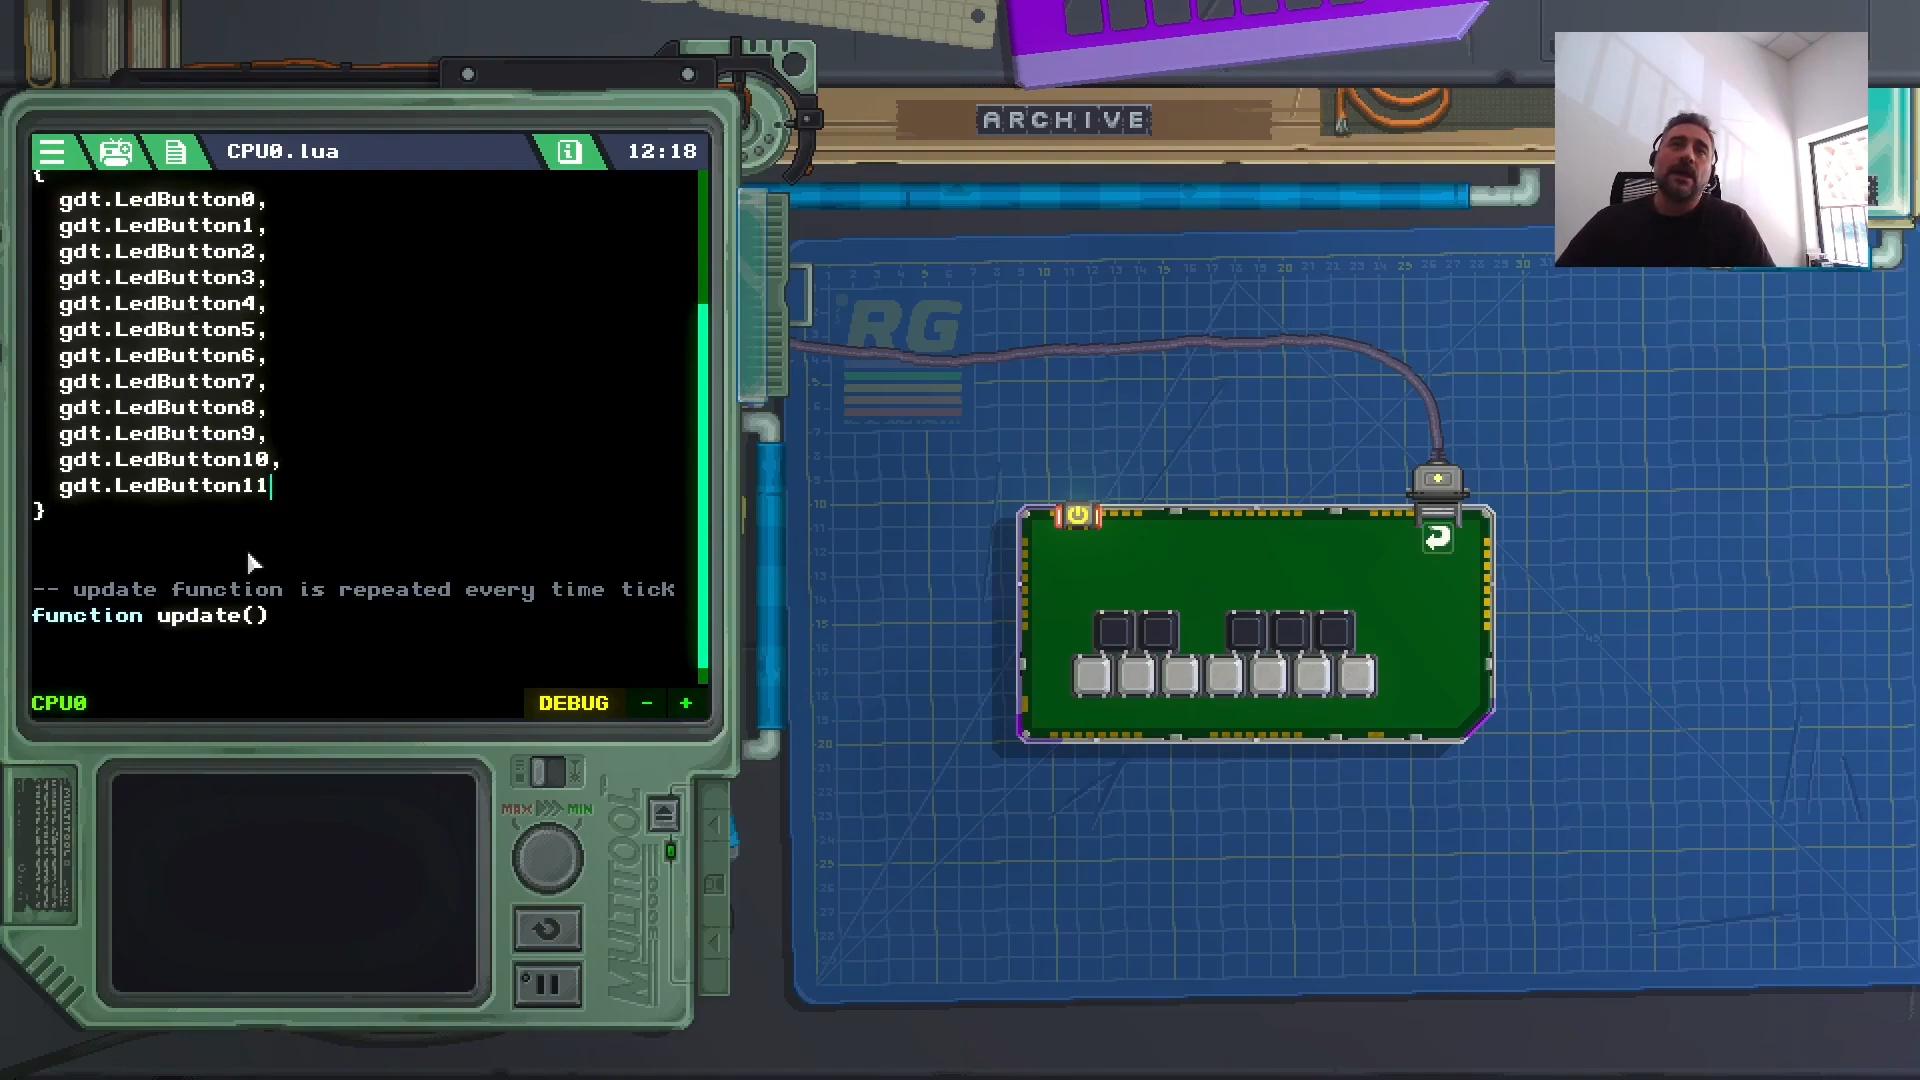 ARCHIVE
CPU0.lua
12:18
{
gdt.LedButton0,
gdt.LedButton1,
gdt.LedButton2,
gdt.LedButton3,
gdt.LedButton4,
gdt.LedButton5,
gdt.LedButton6,
gdt.LedButton7,
gdt.LedButton8,
gdt.LedButton9,
gdt.LedButton10,
gdt.LedButton11
}
-- update function is repeated every time tick
function update()
CPU0
DEBUG - +
RG
MAX MIN
MULTITOOL